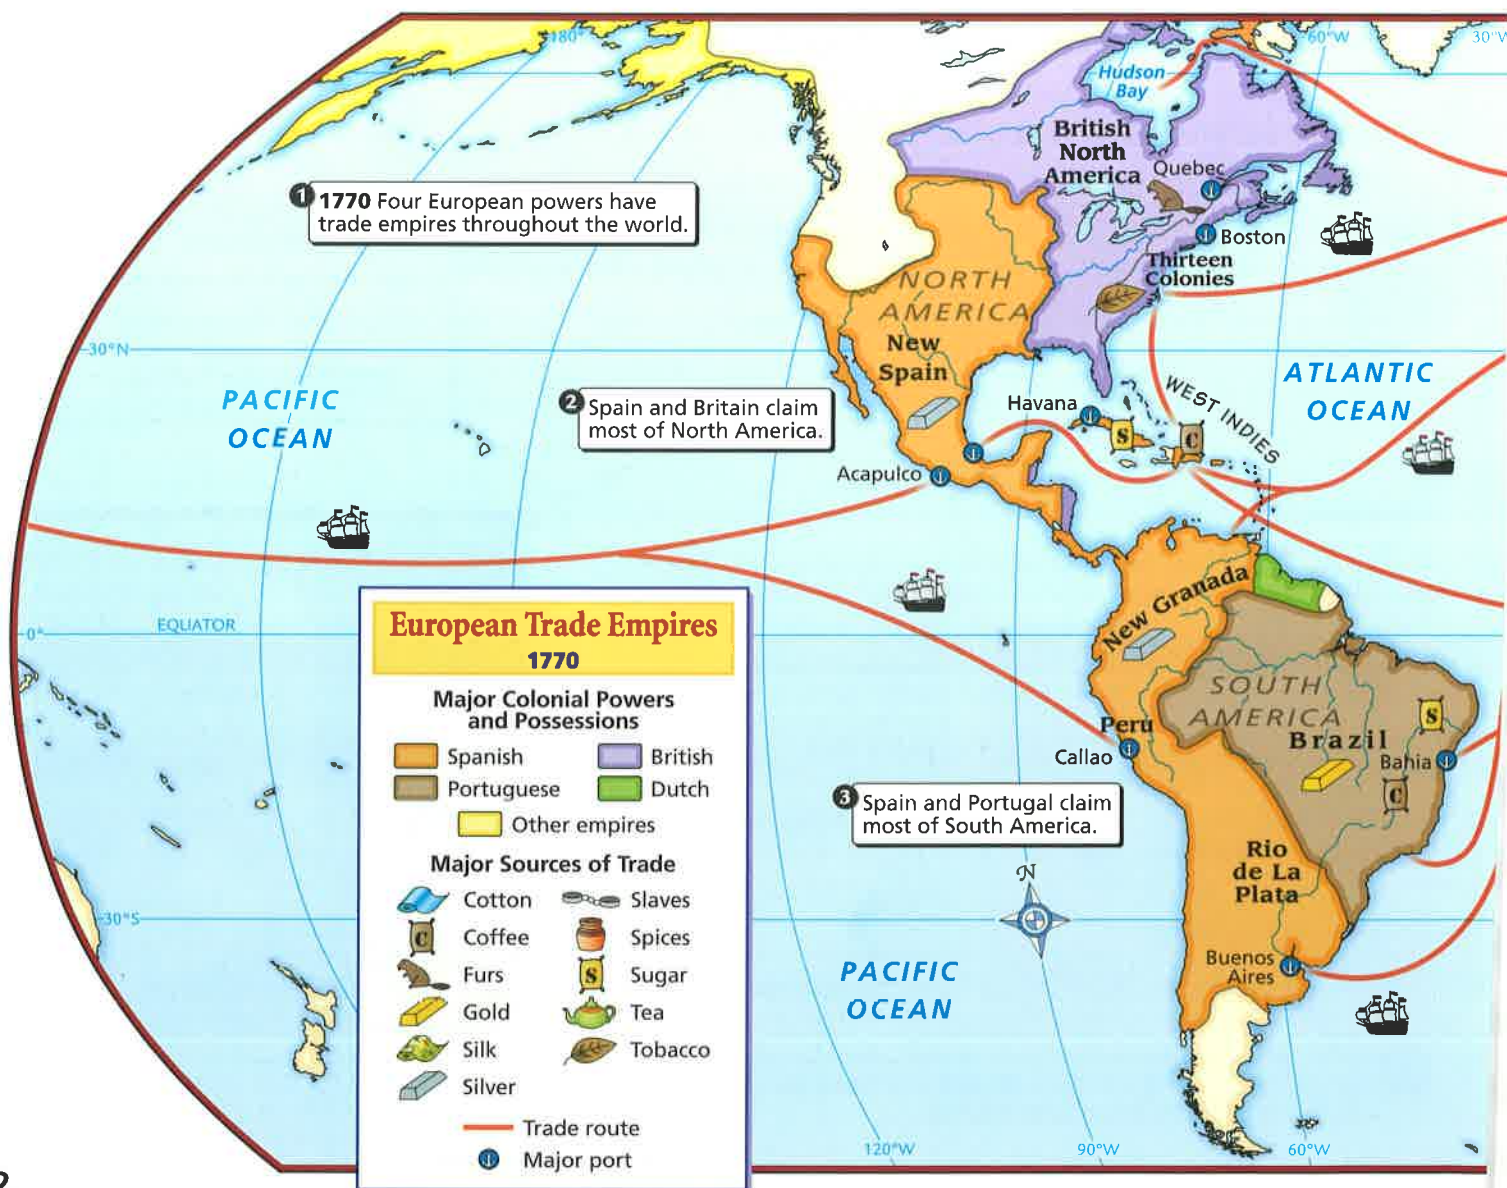 180°
60°W
30°W
Hudson
Bay
British
North
America
Quebec
1 1770 Four European powers have
trade empires throughout the world.
Boston
Thirteen
Colonies
NORTH
AMERICA
New
Spain
30°N
PACIFIC
OCEAN
ATLANTIC
OCEAN
2 Spain and Britain claim
most of North America.
Havana
WEST INDIES
S
C
Acapulco
EQUATOR
0°
New Granada
SOUTH
AMERICA
Peru
Callao
Brazil
S
Bahia
C
3 Spain and Portugal claim
most of South America.
Rio
de La
Plata
N
30°S
Buenos
Aires
PACIFIC
OCEAN
120°W
90°W
60°W
European Trade Empires
1770
Major Colonial Powers
and Possessions
Spanish
British
Portuguese
Dutch
Other empires
Major Sources of Trade
Cotton
Slaves
C
Coffee
Spices
Furs
S
Sugar
Gold
Tea
Silk
Tobacco
Silver
Trade route
Major port